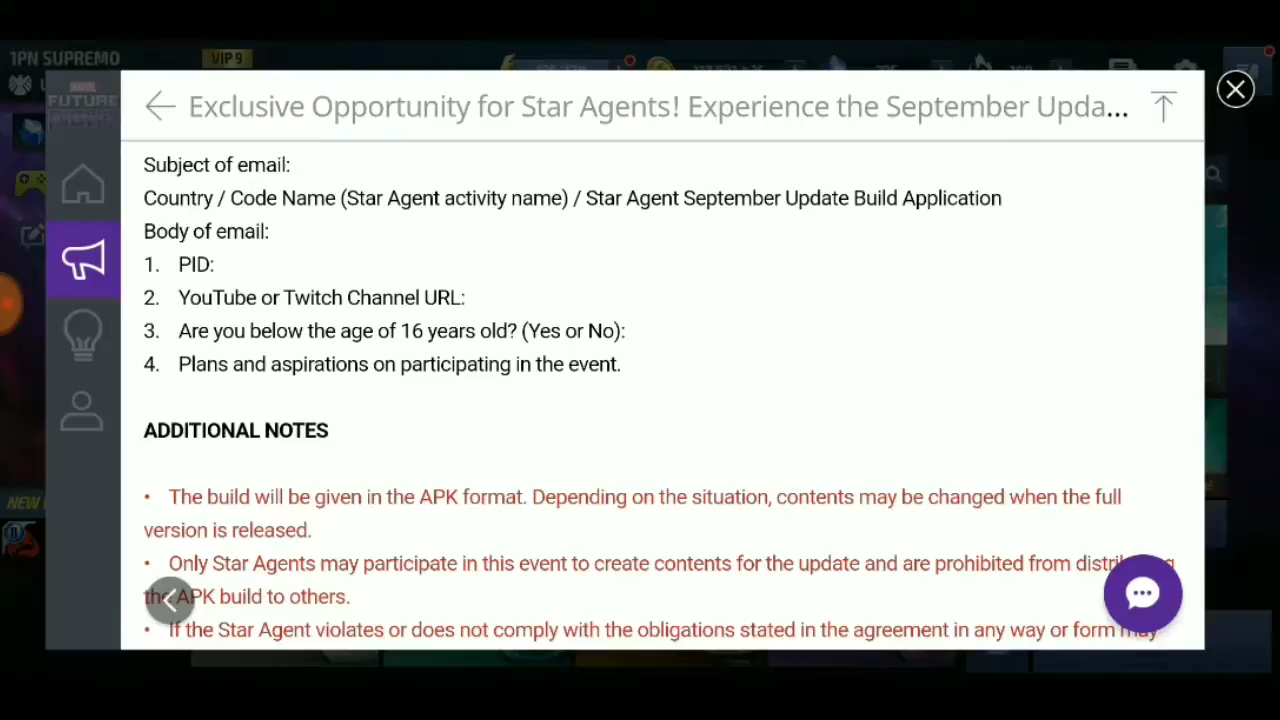 1PN SUPREMO
VIP 9
MARVEL
FUTURE
Exclusive Opportunity for Star Agents! Experience the September Upda...
Subject of email:
Country / Code Name (Star Agent activity name) / Star Agent September Update Build Application
Body of email:
1. PID:
2. YouTube or Twitch Channel URL:
3. Are you below the age of 16 years old? (Yes or No):
4. Plans and aspirations on participating in the event.
ADDITIONAL NOTES
• The build will be given in the APK format. Depending on the situation, contents may be changed when the full
version is released.
• Only Star Agents may participate in this event to create contents for the update and are prohibited from
the APK build to others.
• If the Star Agent violates or does not comply with the obligations stated in the agreement in any way or form may
NEW